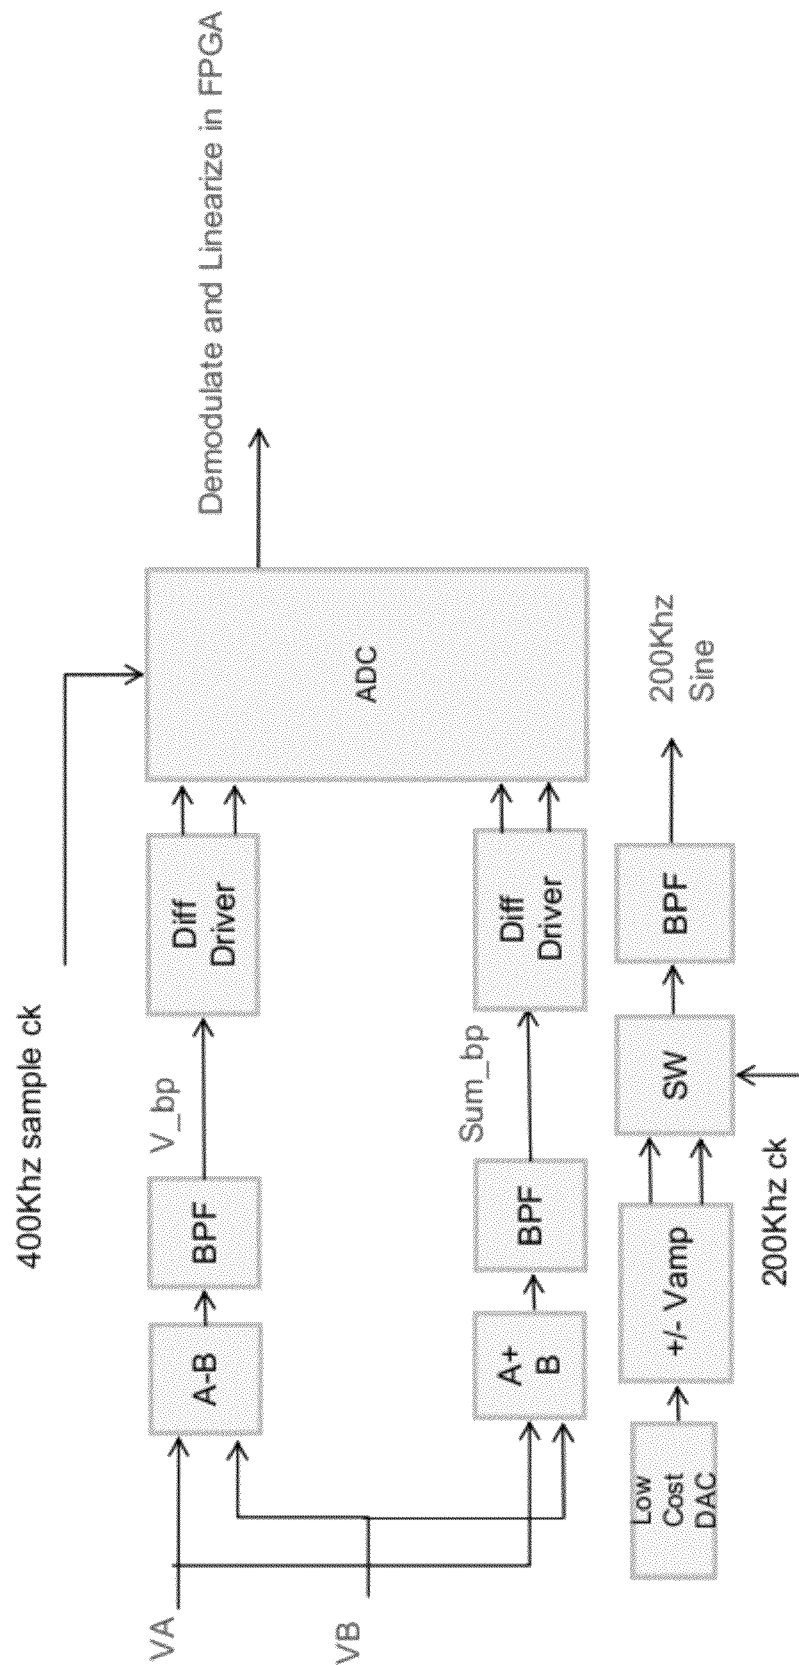 400Khz sample ck
VA
A-B
BPF
V_bp
Diff
Driver
ADC
Demodulate and Linearize in FPGA
VB
A+
B
BPF
Sum_bp
Diff
Driver
Low
Cost
DAC
+/- Vamp
SW
BPF
200Khz
Sine
200Khz ck